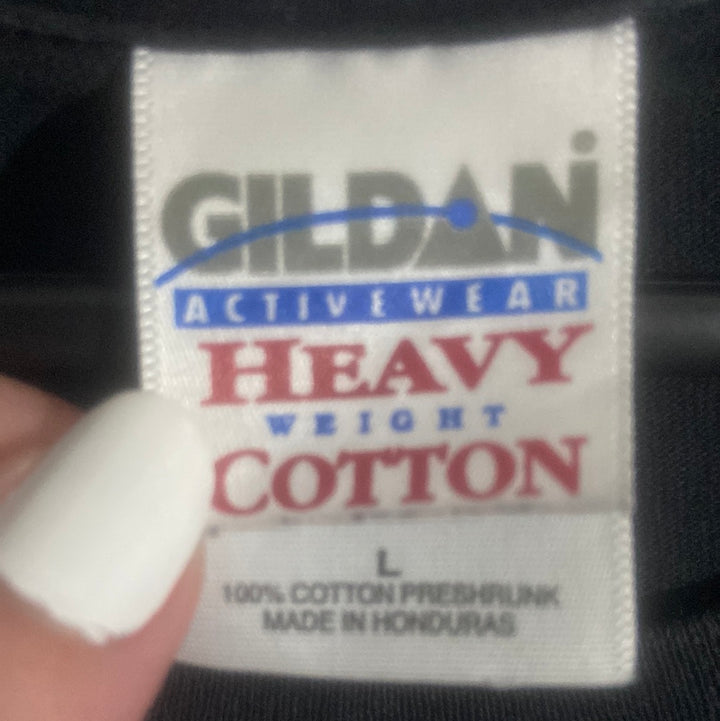 GILDAN
ACTIVEWEAR
HEAVY
WEIGHT
COTTON
L
100% COTTON PRESHRUNK
MADE IN HONDURAS